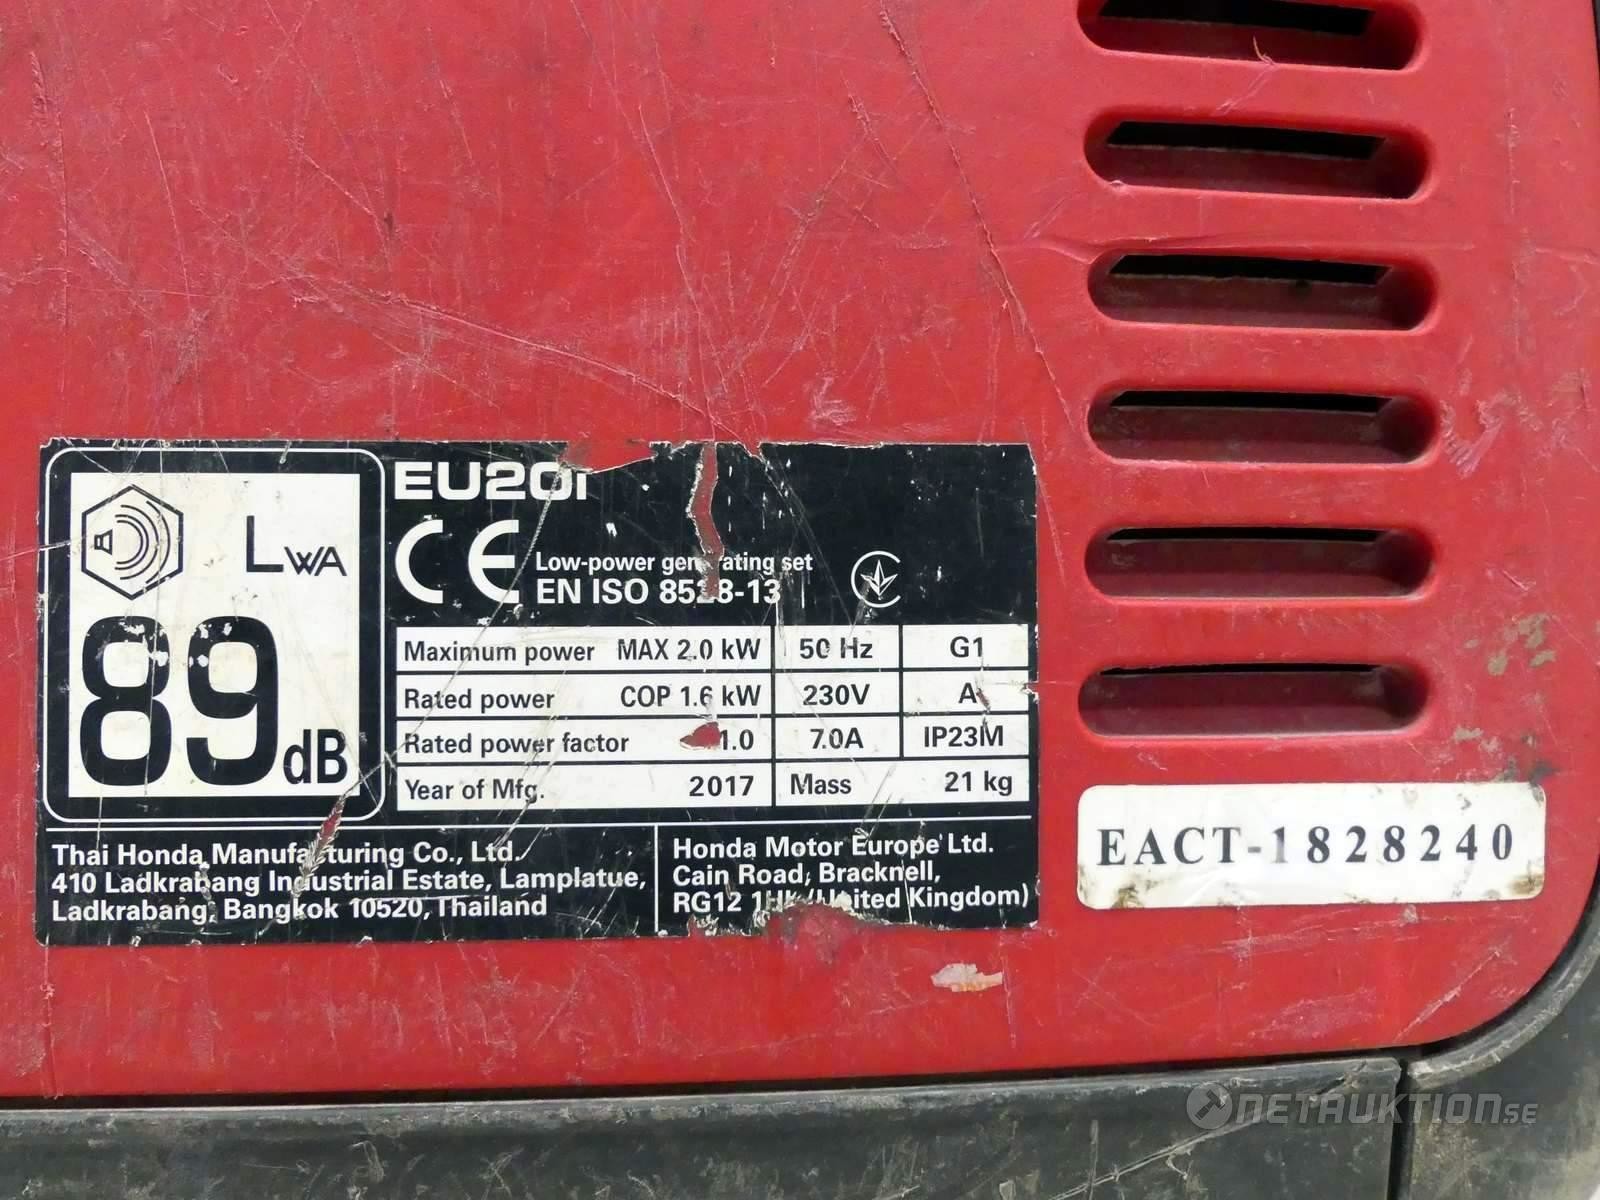 EU20i
LWA
89dB
CE
Low-power generating set
EN ISO 8528-13
Maximum power MAX 2.0 kW 50 Hz G1
Rated power COP 1.6 kW 230V A
Rated power factor 1.0 7.0A IP23M
Year of Mfg. 2017 Mass 21 kg
Thai Honda Manufacturing Co., Ltd.
410 Ladkrabang Industrial Estate, Lamplatue,
Ladkrabang, Bangkok 10520, Thailand
Honda Motor Europe Ltd.
Cain Road, Bracknell,
RG12 (United Kingdom)
EACT-1828240
NETAUKTION.SE